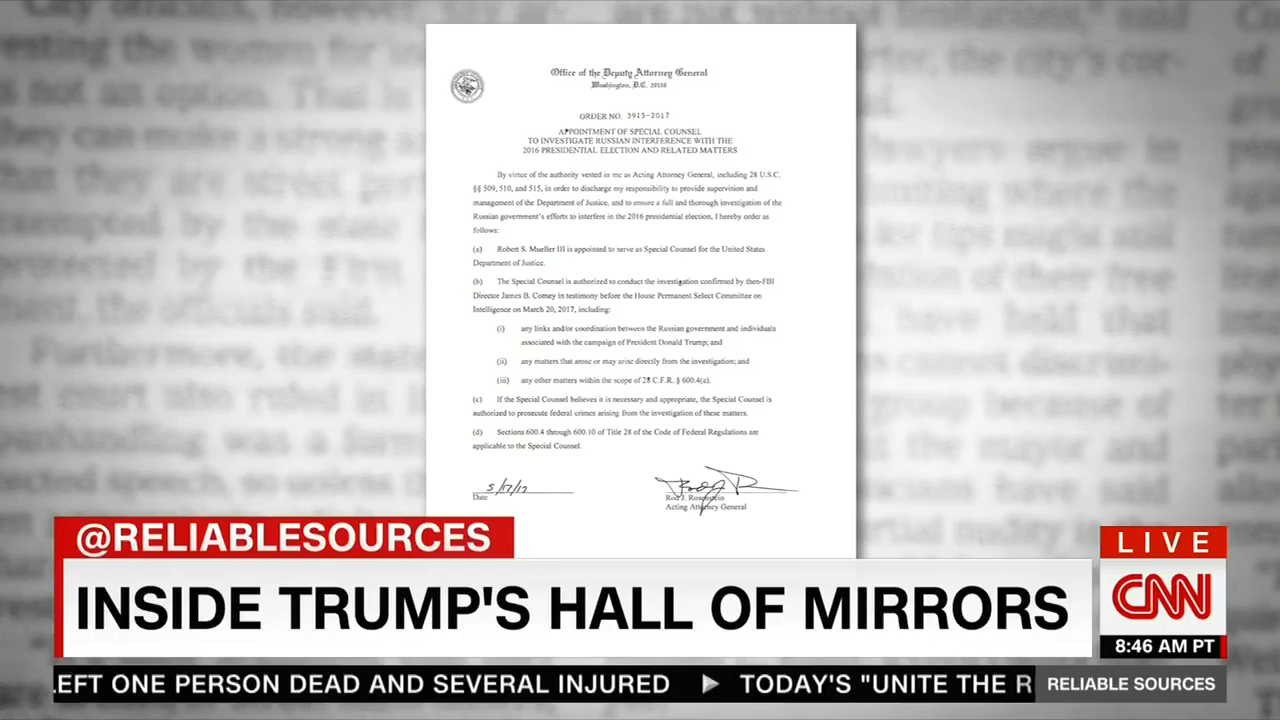 Office of the Deputy Attorney General
Washington, D.C. 20530
ORDER NO. 3915-2017
APPOINTMENT OF SPECIAL COUNSEL
TO INVESTIGATE RUSSIAN INTERFERENCE WITH THE
2016 PRESIDENTIAL ELECTION AND RELATED MATTERS
By virtue of the authority vested in me as Acting Attorney General, including 28 U.S.C.
§§ 509, 510, and 515, in order to discharge my responsibility to provide supervision and
management of the Department of Justice, and to ensure a full and thorough investigation of the
Russian government's efforts to interfere in the 2016 presidential election, I hereby order as
follows:
(a) Robert S. Mueller III is appointed to serve as Special Counsel for the United States
Department of Justice.
(b) The Special Counsel is authorized to conduct the investigation confirmed by then-FBI
Director James B. Comey in testimony before the House Permanent Select Committee on
Intelligence on March 20, 2017, including:
(i) any links and/or coordination between the Russian government and individuals
associated with the campaign of President Donald Trump; and
(ii) any matters that arose or may arise directly from the investigation; and
(iii) any other matters within the scope of 28 C.F.R. § 600.4(a).
(c) If the Special Counsel believes it is necessary and appropriate, the Special Counsel is
authorized to prosecute federal crimes arising from the investigation of these matters.
(d) Sections 600.4 through 600.10 of Title 28 of the Code of Federal Regulations are
applicable to the Special Counsel.
5/17/17
Date
Rod J. Rosenstein
Acting Attorney General
@RELIABLESOURCES
INSIDE TRUMP'S HALL OF MIRRORS
LIVE
CNN
8:46 AM PT
LEFT ONE PERSON DEAD AND SEVERAL INJURED ▶ TODAY'S "UNITE THE R
RELIABLE SOURCES